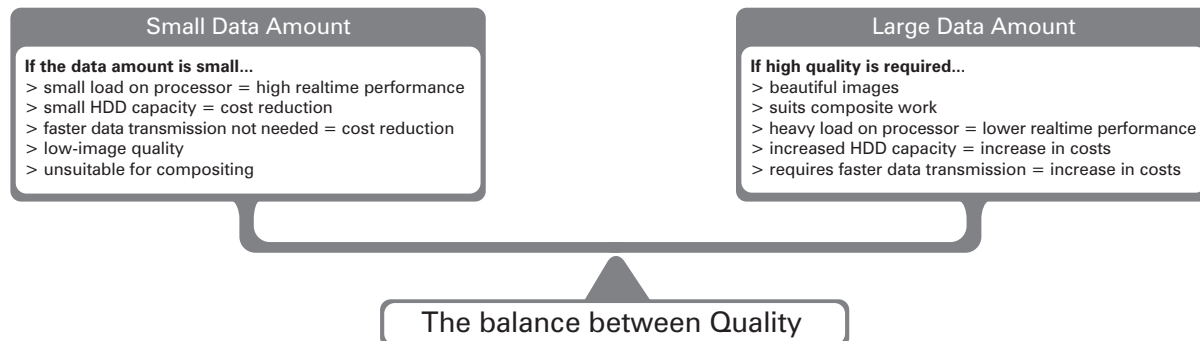 Small Data Amount
If the data amount is small...
> small load on processor = high realtime performance
> small HDD capacity = cost reduction
> faster data transmission not needed = cost reduction
> low-image quality
> unsuitable for compositing
Large Data Amount
If high quality is required...
> beautiful images
> suits composite work
> heavy load on processor = lower realtime performance
> increased HDD capacity = increase in costs
> requires faster data transmission = increase in costs
The balance between Quality